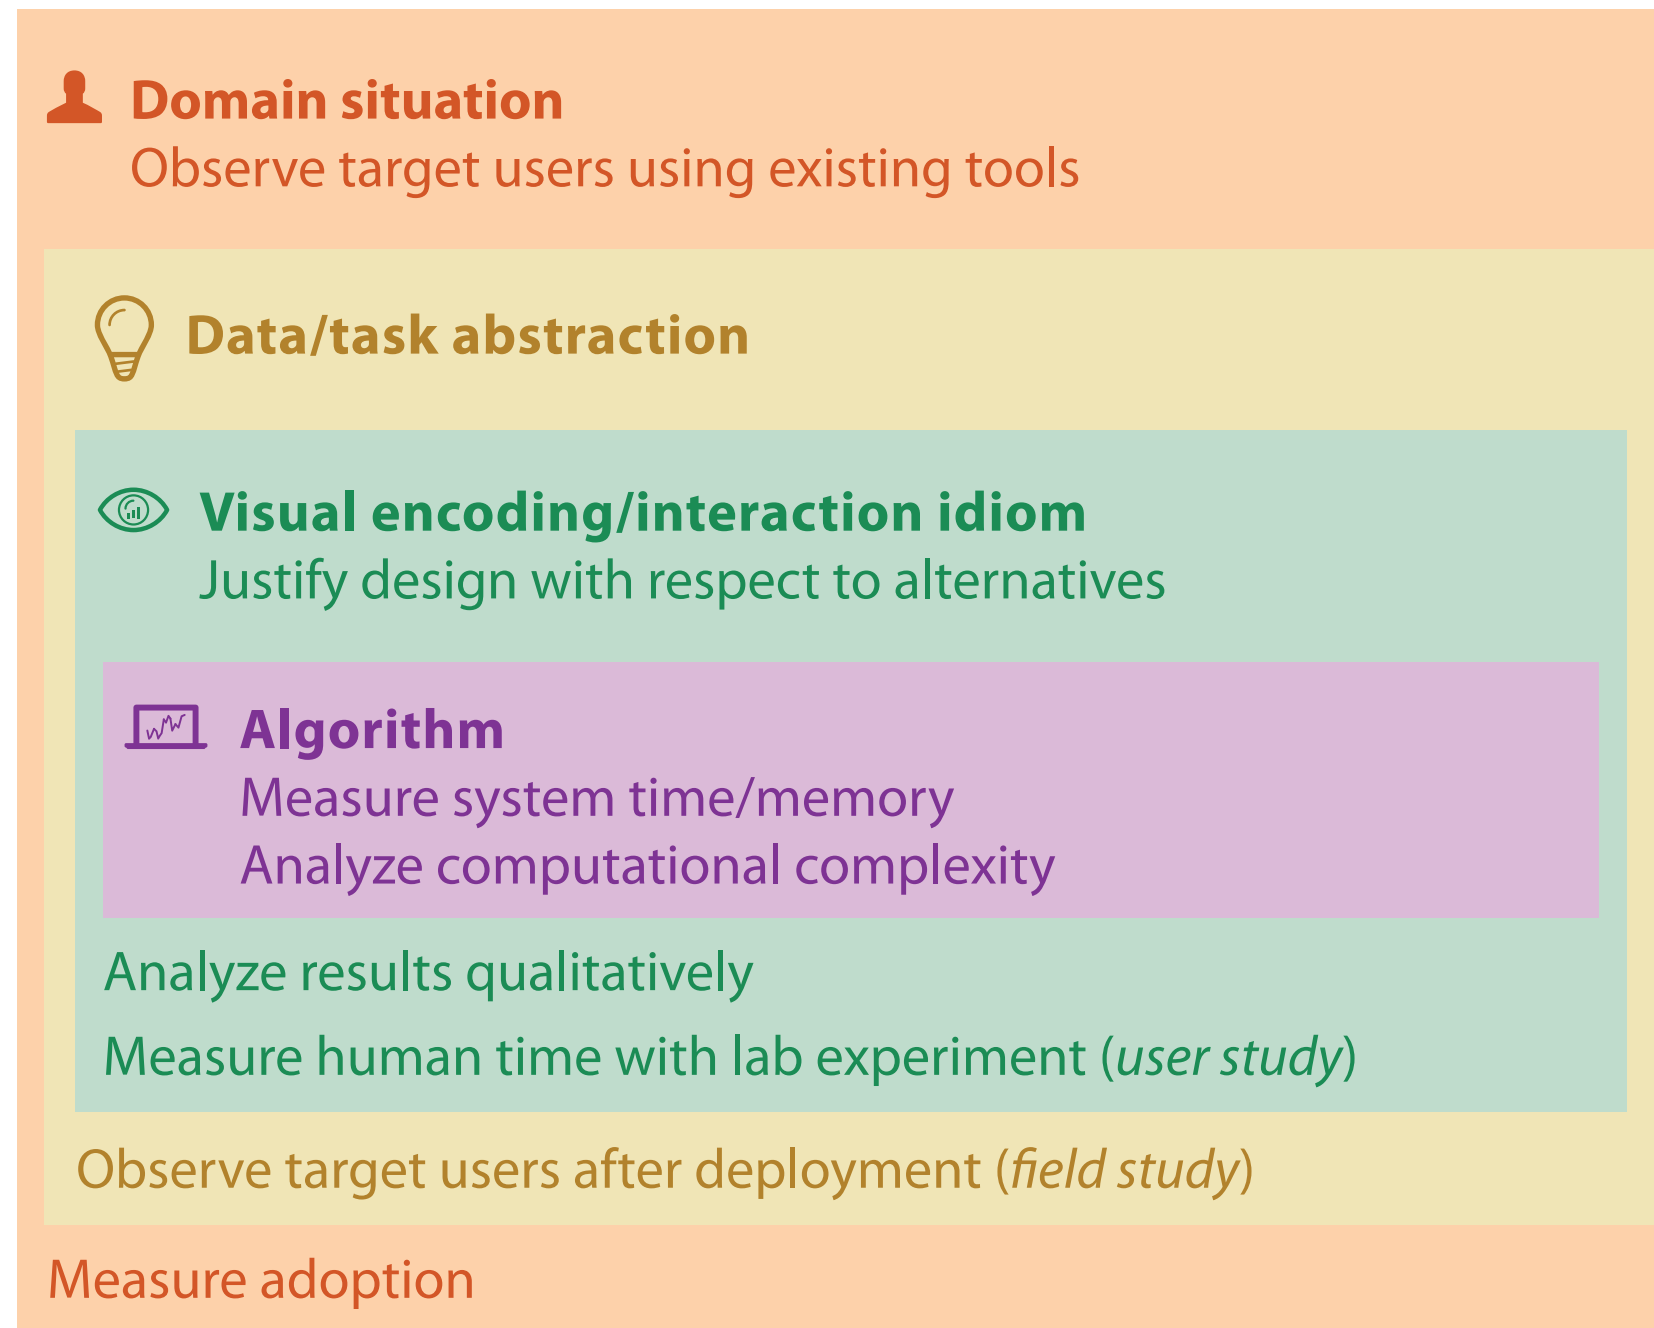 Domain situation
Observe target users using existing tools
Data/task abstraction
Visual encoding/interaction idiom
Justify design with respect to alternatives
Algorithm
Measure system time/memory
Analyze computational complexity
Analyze results qualitatively
Measure human time with lab experiment (user study)
Observe target users after deployment (field study)
Measure adoption